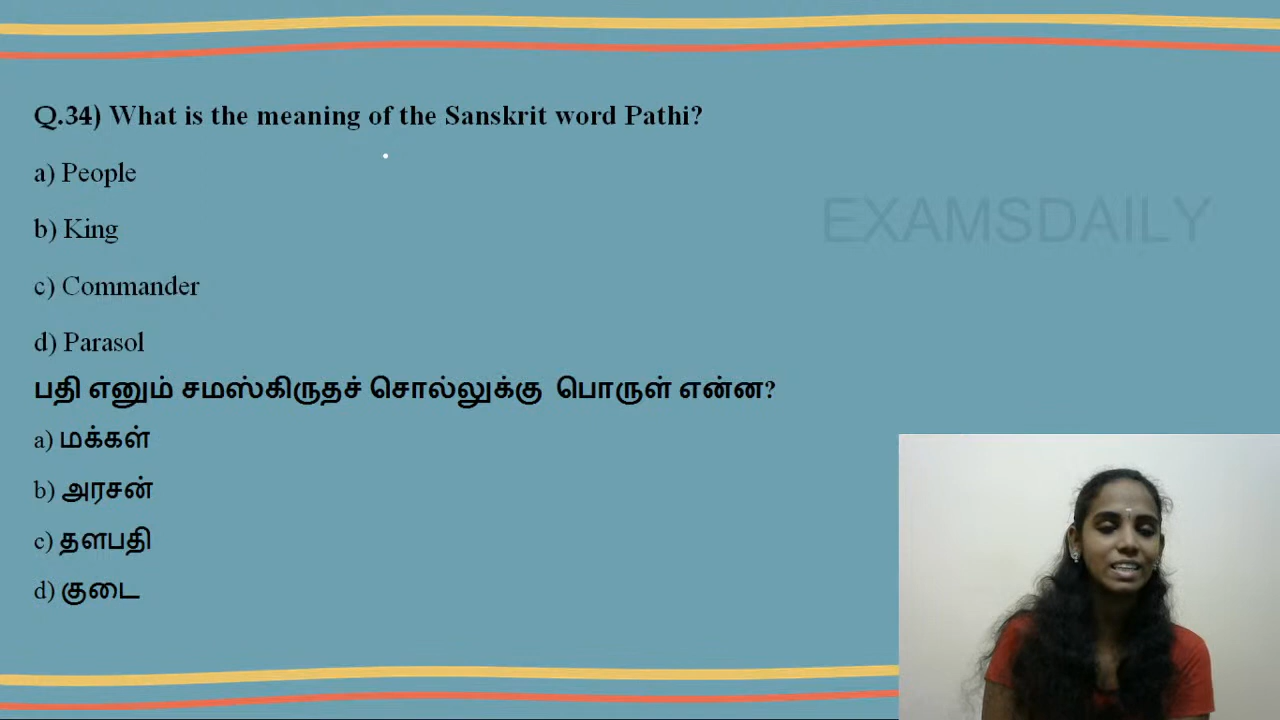 Q.34) What is the meaning of the Sanskrit word Pathi?
a) People
EXAMSDAILY
b) King
c) Commander
d) Parasol
பதி எனும் சமஸ்கிருதச் சொல்லுக்கு பொருள் என்ன?
a) மக்கள்
b) அரசன்
c) தளபதி
d) குடை